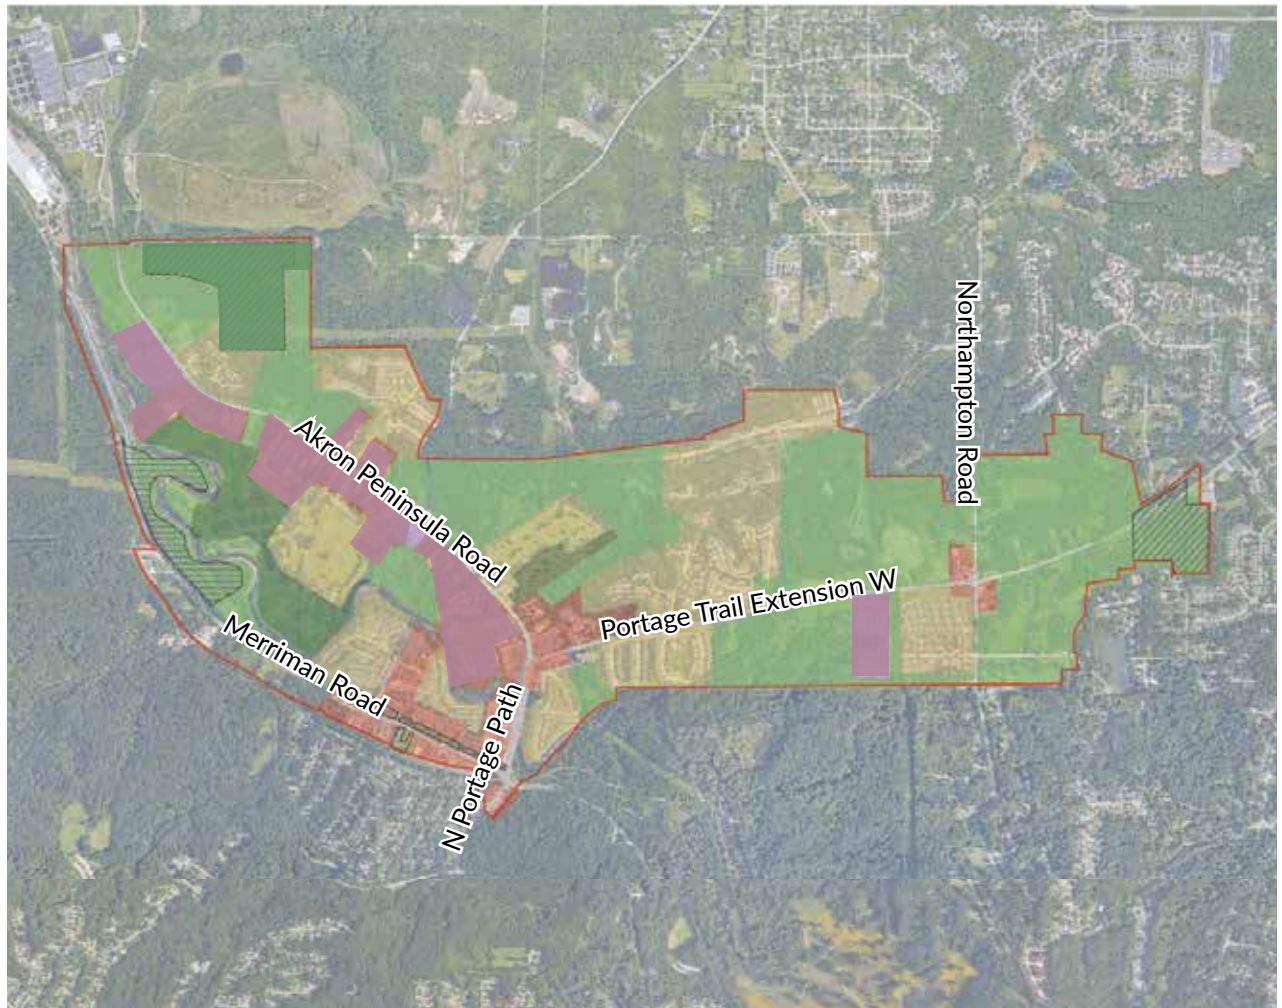 Northampton Road
Akron Peninsula Road
Portage Trail Extension W
Merriman Road
N Portage Path